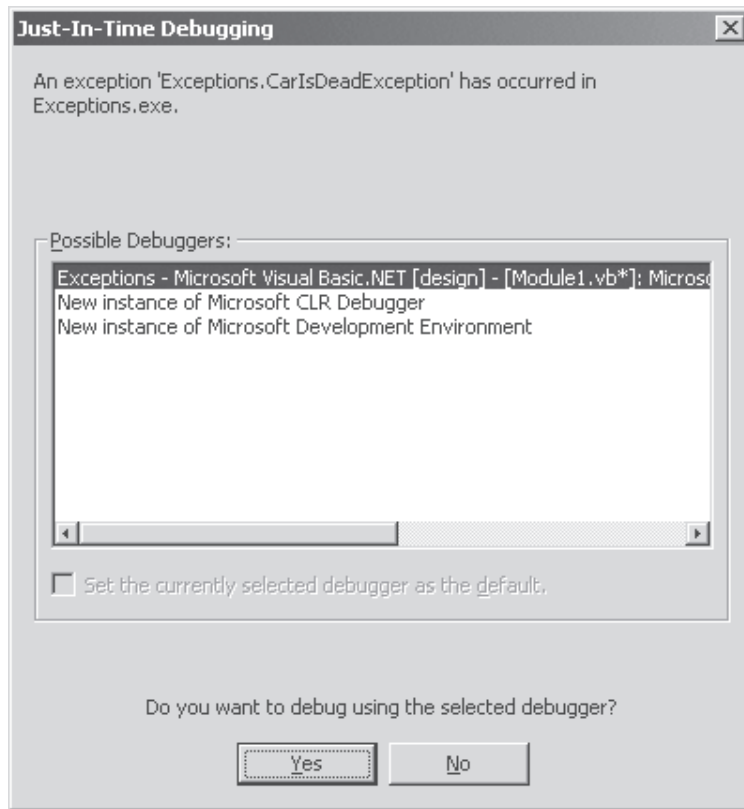 Just-In-Time Debugging
An exception 'Exceptions.CarIsDeadException' has occurred in
Exceptions.exe.
Possible Debuggers:
Exceptions - Microsoft Visual Basic.NET [design] - [Module1.vb*]: Microso
New instance of Microsoft CLR Debugger
New instance of Microsoft Development Environment
Set the currently selected debugger as the default.
Do you want to debug using the selected debugger?
Yes
No